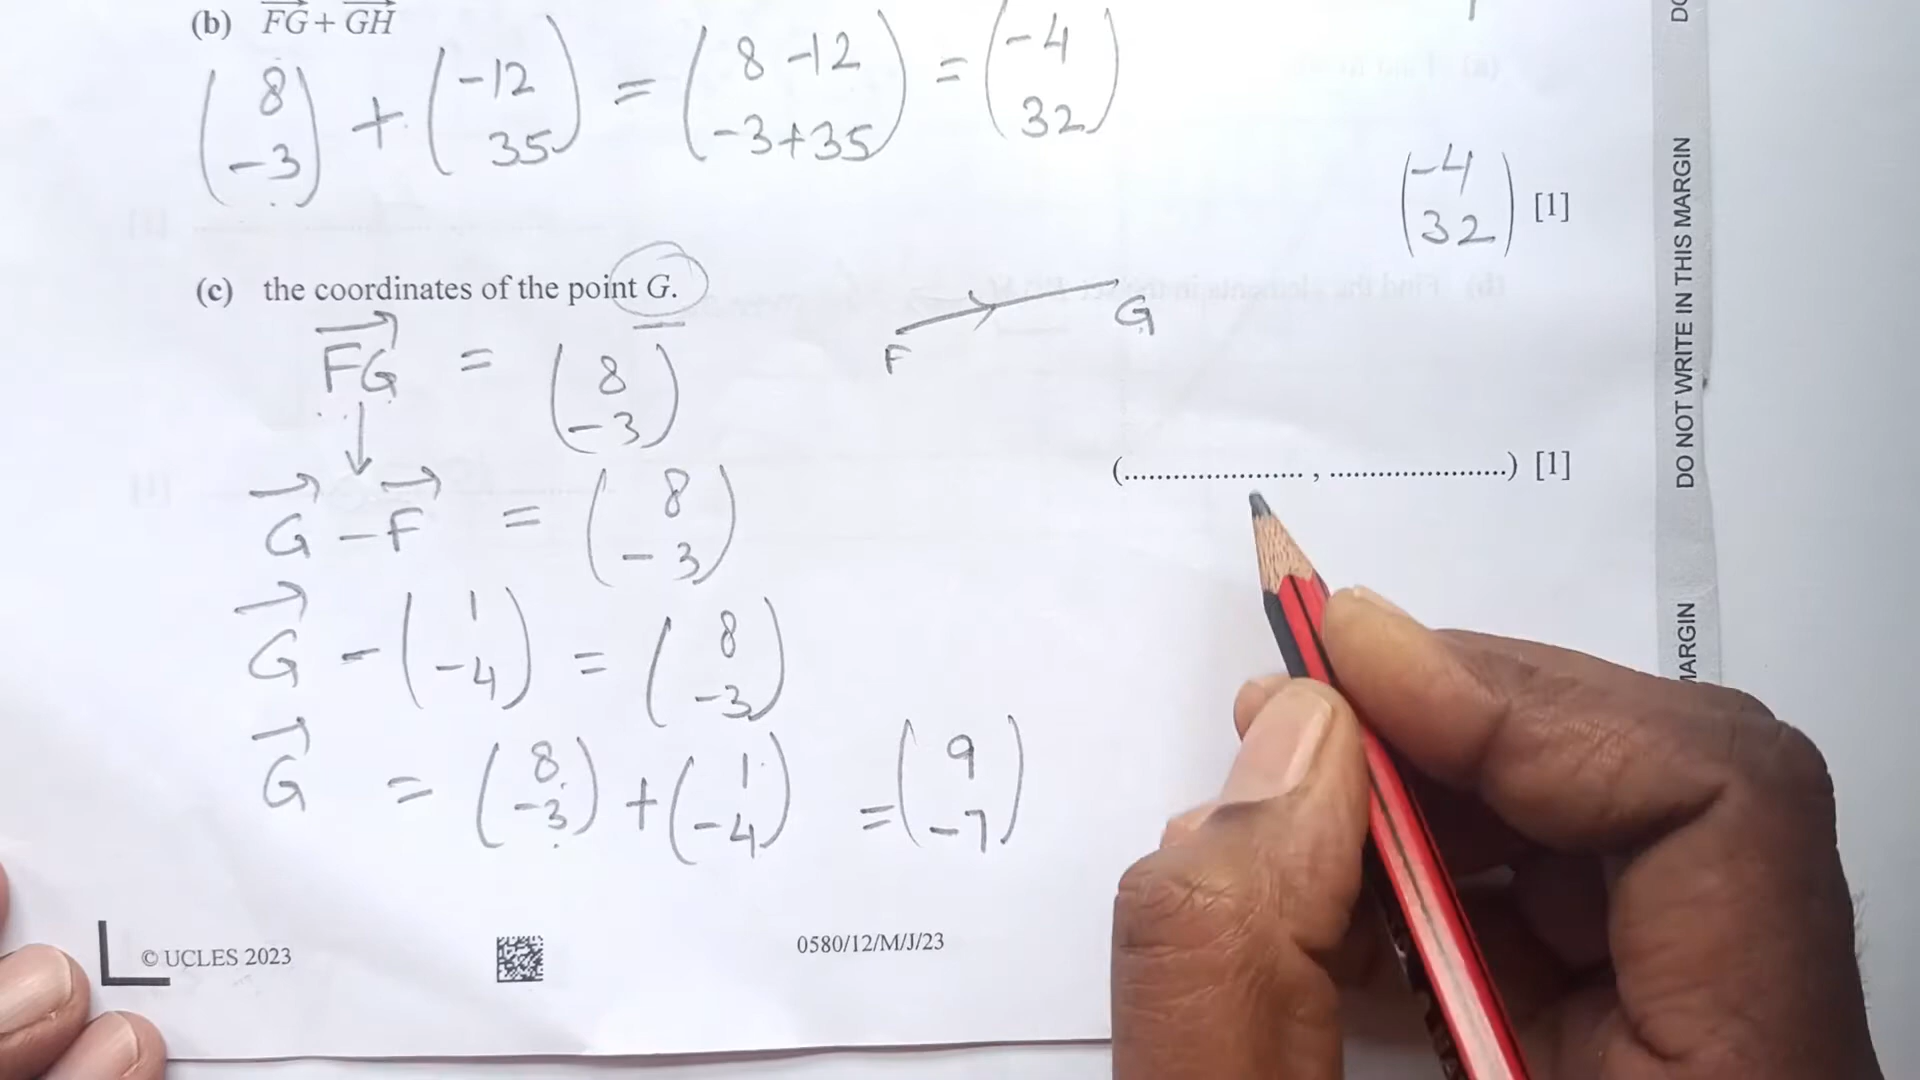 (b) FG + GH
(8 -3) + (-12 35) = (8 -12 -3+35) = (-4 32)
(-4 32) [1]
(c) the coordinates of the point G.
FG = (8 -3)
F G
G - F = (8 -3)
(...................... , ......................) [1]
G - (1 -4) = (8 -3)
G = (8 -3) + (1 -4) = (9 -7)
© UCLES 2023
0580/12/M/J/23
DO NOT WRITE IN THIS MARGIN
MARGIN
DO